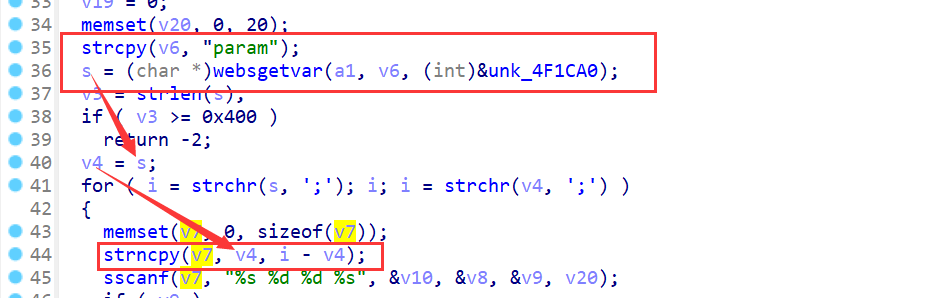 33 v19 = 0;
34 memset(v20, 0, 20);
35 strcpy(v6, "param");
36 s = (char *)websgetvar(a1, v6, (int)&unk_4F1CA0);
37 v3 = strlen(s);
38 if ( v3 >= 0x400 )
39 return -2;
40 v4 = s;
41 for ( i = strchr(s, ';'); i; i = strchr(v4, ';') )
42 {
43 memset(v7, 0, sizeof(v7));
44 strncpy(v7, v4, i - v4);
45 sscanf(v7, "%s %d %d %s", &v10, &v8, &v9, v20);
46 if ( v9 )